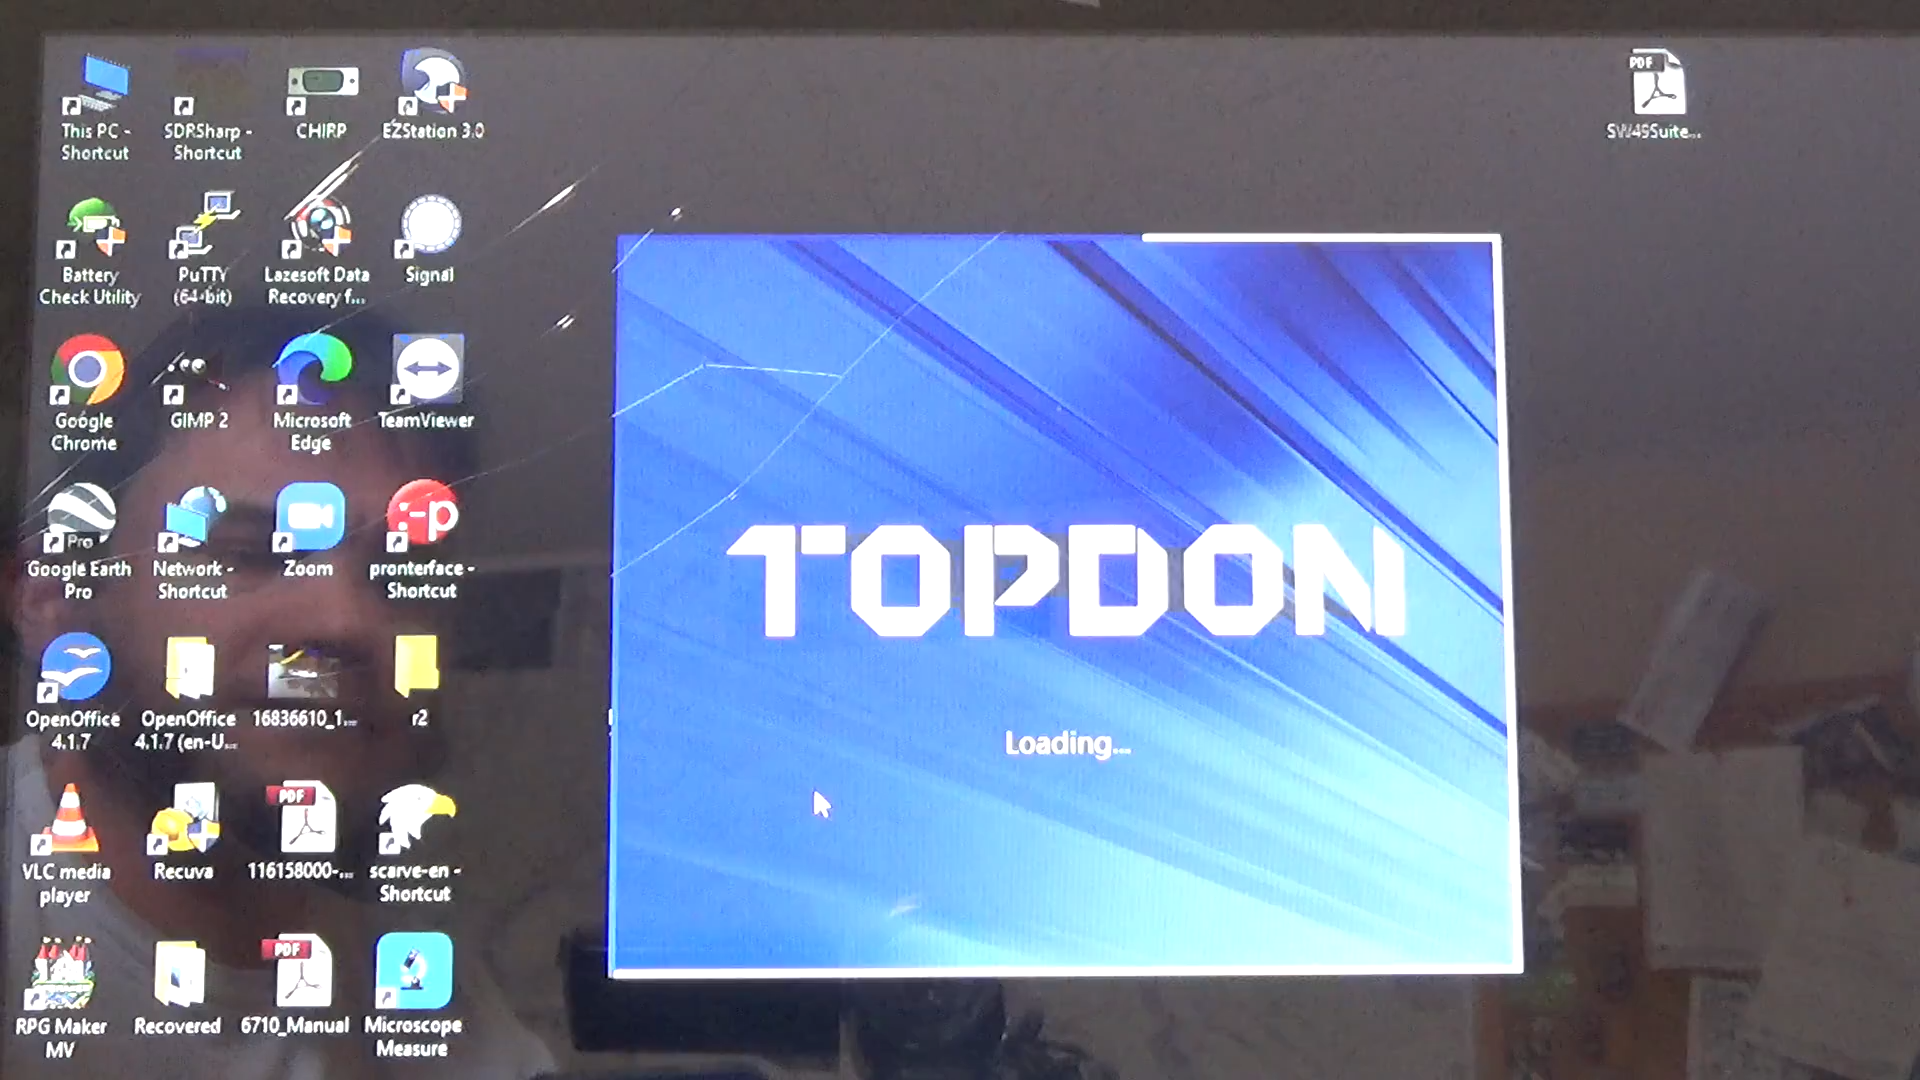 This PC -
Shortcut
SDRSharp -
Shortcut
CHIRP
EZStation 3.0
PDF
SW49Suite...
Battery
Check Utility
PuTTY
(64-bit)
Lazesoft Data
Recovery f...
Signal
Google
Chrome
GIMP 2
Microsoft
Edge
TeamViewer
Pro
Google Earth
Pro
Network -
Shortcut
Zoom
:-p
pronterface -
Shortcut
TOPDON
Loading...
OpenOffice
4.1.7
OpenOffice
4.1.7 (en-U...
16836610_1...
r2
VLC media
player
Recuva
PDF
116158000-...
scarve-en -
Shortcut
RPG Maker
MV
Recovered
PDF
6710_Manual
Microscope
Measure